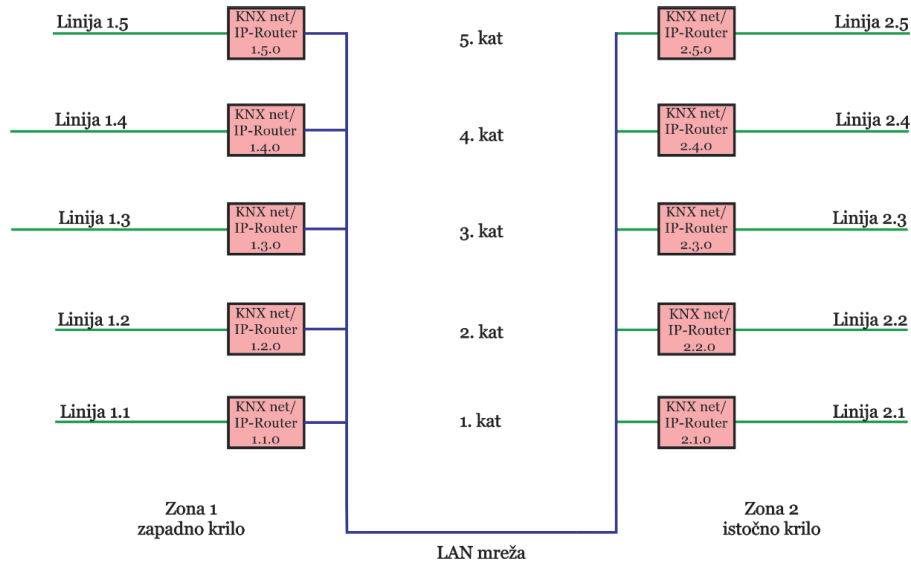 Linija 1.5
KNX net/
IP-Router
1.5.0
5. kat
KNX net/
IP-Router
2.5.0
Linija 2.5
Linija 1.4
KNX net/
IP-Router
1.4.0
4. kat
KNX net/
IP-Router
2.4.0
Linija 2.4
Linija 1.3
KNX net/
IP-Router
1.3.0
3. kat
KNX net/
IP-Router
2.3.0
Linija 2.3
Linija 1.2
KNX net/
IP-Router
1.2.0
2. kat
KNX net/
IP-Router
2.2.0
Linija 2.2
Linija 1.1
KNX net/
IP-Router
1.1.0
1. kat
KNX net/
IP-Router
2.1.0
Linija 2.1
Zona 1
zapadno krilo
Zona 2
istočno krilo
LAN mreža